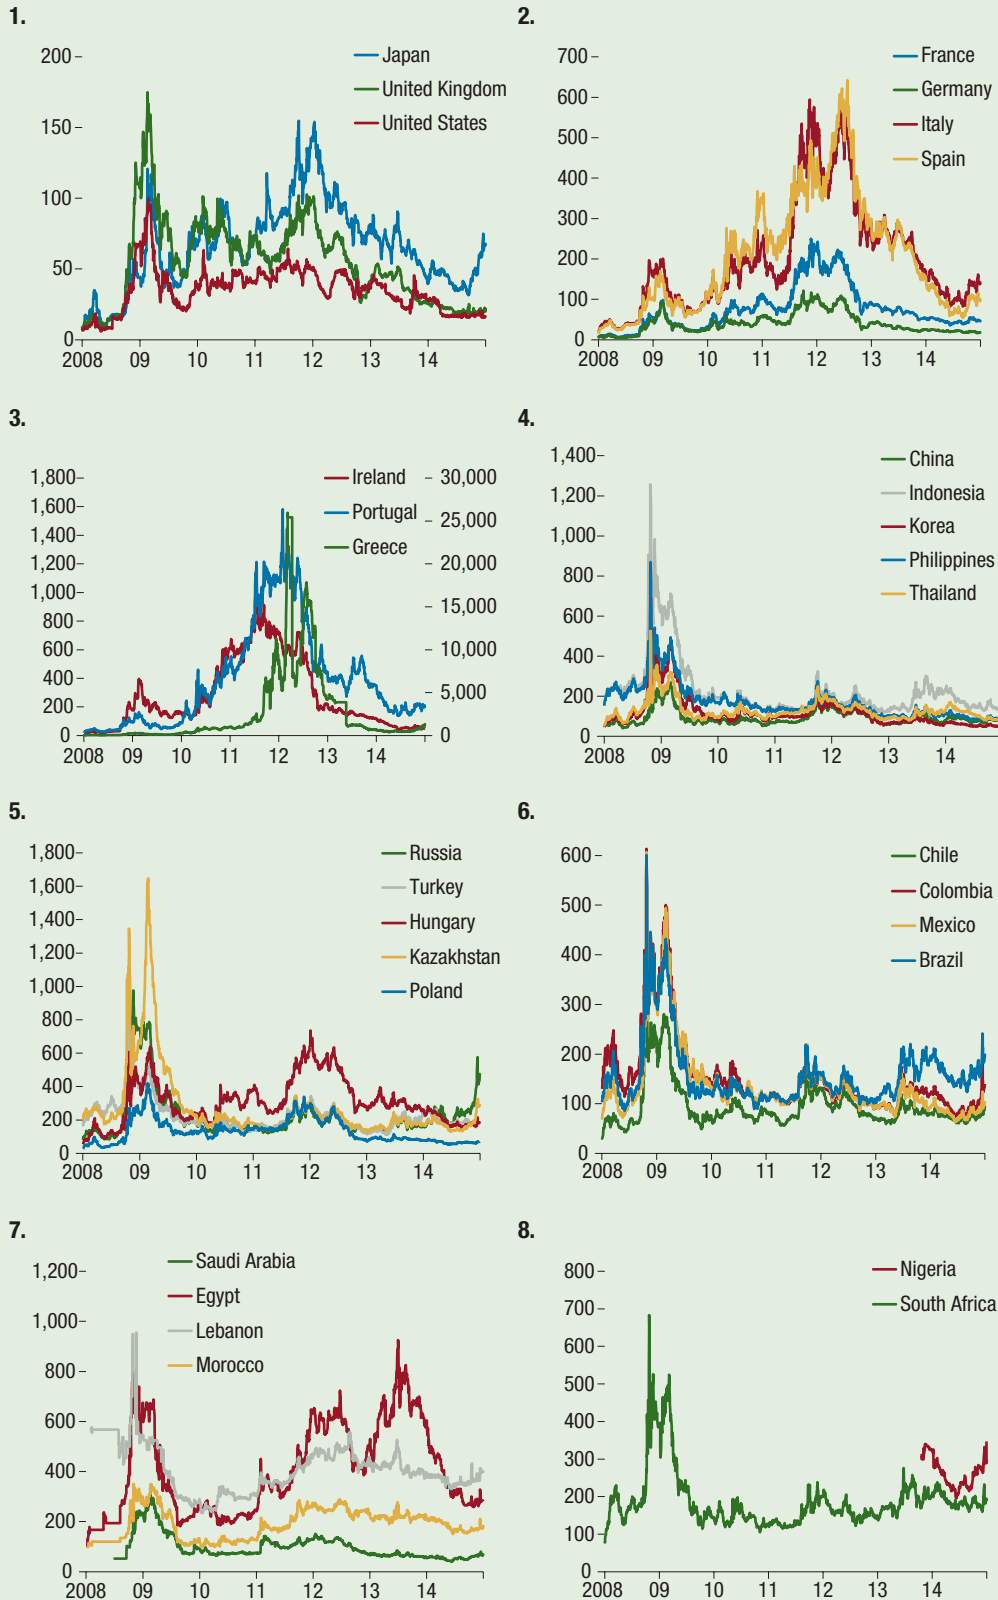 1.
200
150
100
50
0
2008 09 10 11 12 13 14
Japan
United Kingdom
United States
2.
700
600
500
400
300
200
100
0
2008 09 10 11 12 13 14
France
Germany
Italy
Spain
3.
1,800
1,600
1,400
1,200
1,000
800
600
400
200
0
30,000
25,000
20,000
15,000
10,000
5,000
0
2008 09 10 11 12 13 14
Ireland
Portugal
Greece
4.
1,400
1,200
1,000
800
600
400
200
0
2008 09 10 11 12 13 14
China
Indonesia
Korea
Philippines
Thailand
5.
1,800
1,600
1,400
1,200
1,000
800
600
400
200
0
2008 09 10 11 12 13 14
Russia
Turkey
Hungary
Kazakhstan
Poland
6.
600
500
400
300
200
100
0
2008 09 10 11 12 13 14
Chile
Colombia
Mexico
Brazil
7.
1,200
1,000
800
600
400
200
0
2008 09 10 11 12 13 14
Saudi Arabia
Egypt
Lebanon
Morocco
8.
800
700
600
500
400
300
200
100
0
2008 09 10 11 12 13 14
Nigeria
South Africa